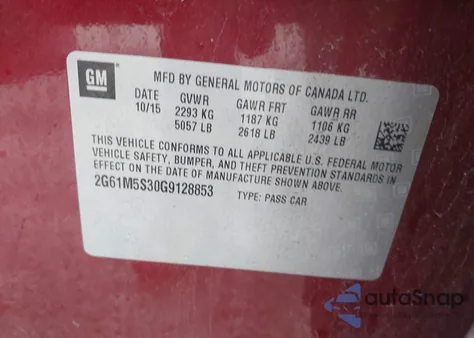 GM
MFD BY GENERAL MOTORS OF CANADA LTD.
DATE GVWR GAWR FRT GAWR RR
10/15 2293 KG 1187 KG 1106 KG
5057 LB 2618 LB 2439 LB
THIS VEHICLE CONFORMS TO ALL APPLICABLE U.S. FEDERAL MOTOR
VEHICLE SAFETY, BUMPER, AND THEFT PREVENTION STANDARDS IN
EFFECT ON THE DATE OF MANUFACTURE SHOWN ABOVE.
2G61M5S30G9128853 TYPE: PASS CAR
autoSnap